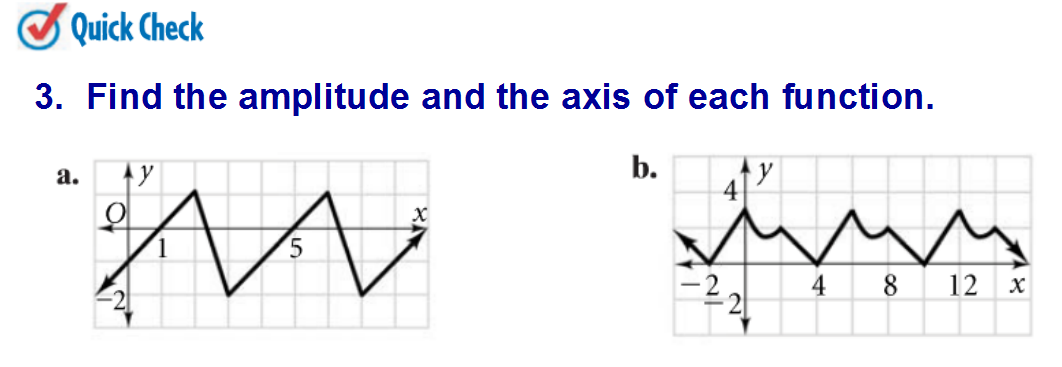 Quick Check
3. Find the amplitude and the axis of each function.
a.
y
O
x
1
5
−2
b.
y
4
−2
4
8
12
x
−2